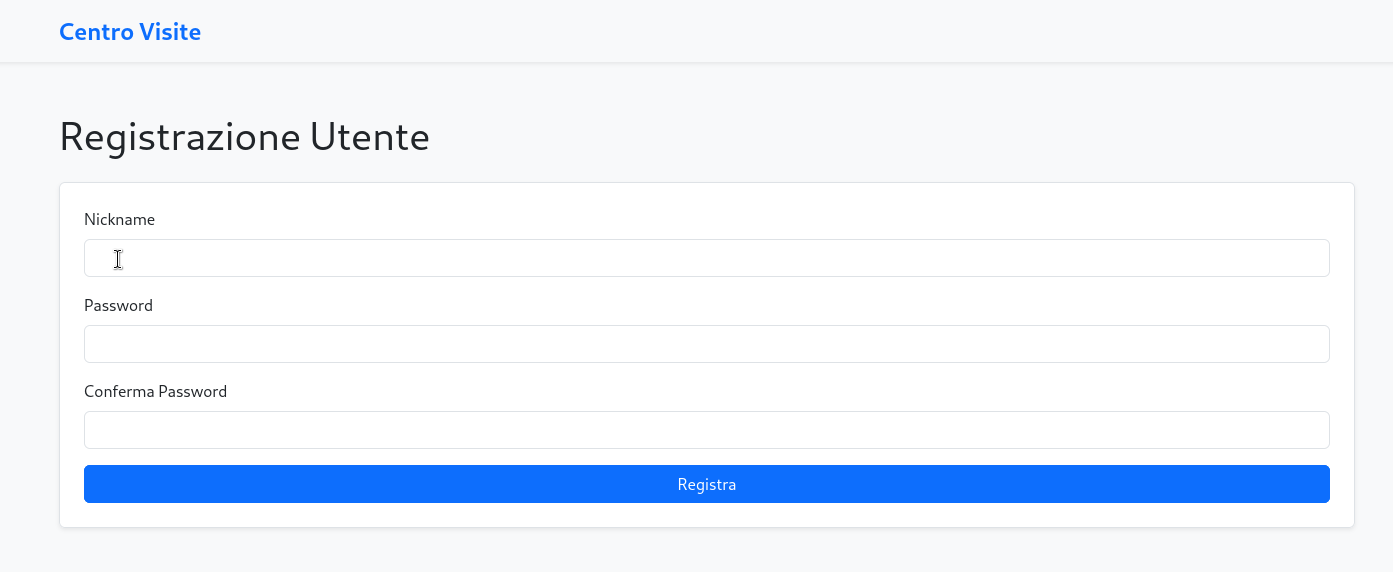 Centro Visite
Registrazione Utente
Nickname
Password
Conferma Password
Registra